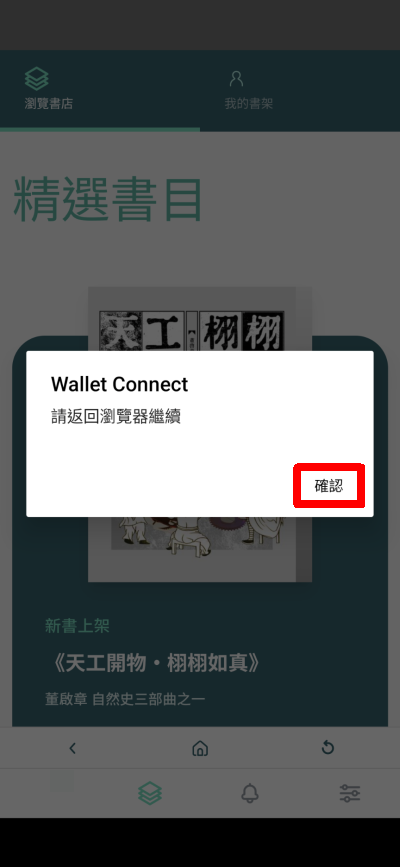 瀏覽書店
我的書架
精選書目
天工栩栩
Wallet Connect
請返回瀏覽器繼續
確認
新書上架
《天工開物・栩栩如真》
董啟章 自然史三部曲之一